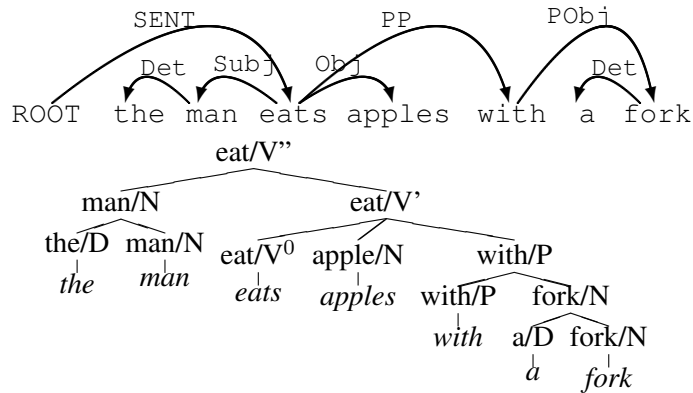 SENT PP PObj
Det Subj Obj Det
ROOT the man eats apples with a fork
eat/V”
man/N eat/V’
the/D man/N eat/V⁰ apple/N with/P
the man eats apples with/P fork/N
with a/D fork/N
a fork